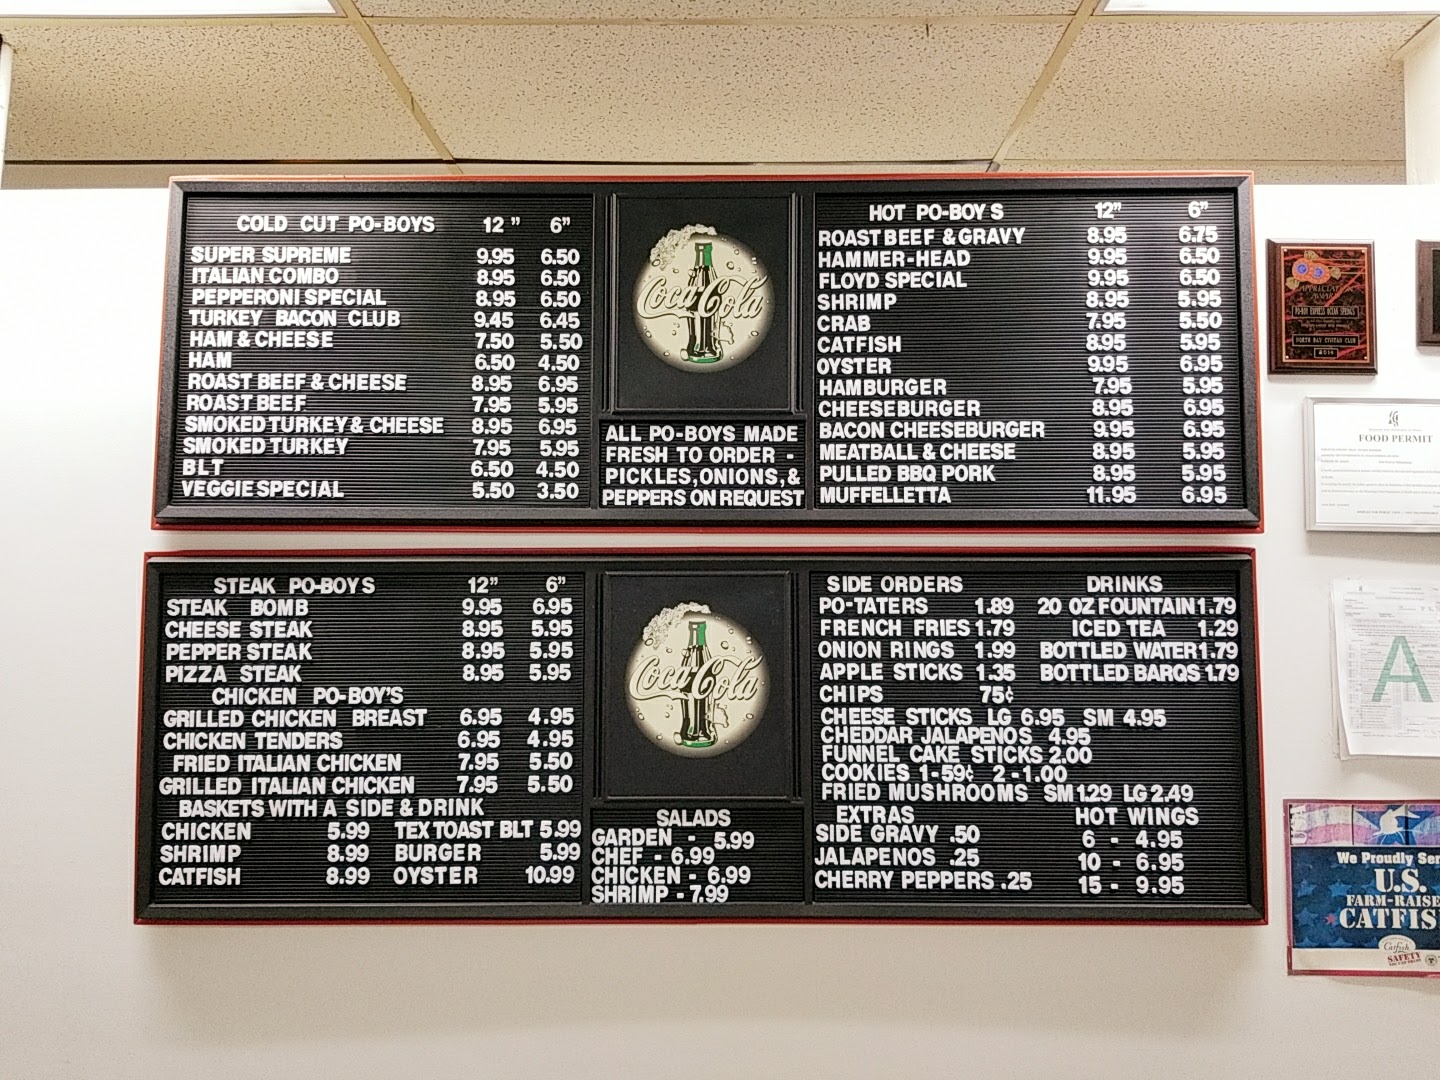 COLD CUT PO-BOYS 12" 6"
SUPER SUPREME 9.95 6.50
ITALIAN COMBO 8.95 6.50
PEPPERONI SPECIAL 8.95 6.50
TURKEY BACON CLUB 9.45 6.45
HAM & CHEESE 7.50 5.50
HAM 6.50 4.50
ROAST BEEF & CHEESE 8.95 6.95
ROAST BEEF 7.95 5.95
SMOKED TURKEY & CHEESE 8.95 6.95
SMOKED TURKEY 7.95 5.95
BLT 6.50 4.50
VEGGIE SPECIAL 5.50 3.50
Coca-Cola
ALL PO-BOYS MADE
FRESH TO ORDER -
PICKLES, ONIONS, &
PEPPERS ON REQUEST
HOT PO-BOYS 12" 6"
ROAST BEEF & GRAVY 8.95 6.75
HAMMER-HEAD 9.95 6.50
FLOYD SPECIAL 9.95 6.50
SHRIMP 8.95 5.95
CRAB 7.95 5.50
CATFISH 8.95 5.95
OYSTER 9.95 6.95
HAMBURGER 7.95 5.95
CHEESEBURGER 8.95 6.95
BACON CHEESEBURGER 9.95 6.95
MEATBALL & CHEESE 8.95 5.95
PULLED BBQ PORK 8.95 5.95
MUFFELETTA 11.95 6.95
STEAK PO-BOYS 12" 6"
STEAK BOMB 9.95 6.95
CHEESE STEAK 8.95 5.95
PEPPER STEAK 8.95 5.95
PIZZA STEAK 8.95 5.95
CHICKEN PO-BOY'S
GRILLED CHICKEN BREAST 6.95 4.95
CHICKEN TENDERS 6.95 4.95
FRIED ITALIAN CHICKEN 7.95 5.50
GRILLED ITALIAN CHICKEN 7.95 5.50
BASKETS WITH A SIDE & DRINK
CHICKEN 5.99 TEX TOAST BLT 5.99
SHRIMP 8.99 BURGER 5.99
CATFISH 8.99 OYSTER 10.99
Coca-Cola
SALADS
GARDEN - 5.99
CHEF - 6.99
CHICKEN - 6.99
SHRIMP - 7.99
SIDE ORDERS DRINKS
PO-TATERS 1.89 20 OZ FOUNTAIN 1.79
FRENCH FRIES 1.79 ICED TEA 1.29
ONION RINGS 1.99 BOTTLED WATER 1.79
APPLE STICKS 1.35 BOTTLED BARQS 1.79
CHIPS 75¢
CHEESE STICKS LG 6.95 SM 4.95
CHEDDAR JALAPENOS 4.95
FUNNEL CAKE STICKS 2.00
COOKIES 1-59¢ 2-1.00
FRIED MUSHROOMS SM 1.29 LG 2.49
EXTRAS HOT WINGS
SIDE GRAVY .50 6 - 4.95
JALAPENOS .25 10 - 6.95
CHERRY PEPPERS .25 15 - 9.95
NORTH BAY CIVITAN CLUB
2014
FOOD PERMIT
A
We Proudly Ser
U.S.
FARM-RAISE
CATFIS
Catfish
SAFETY